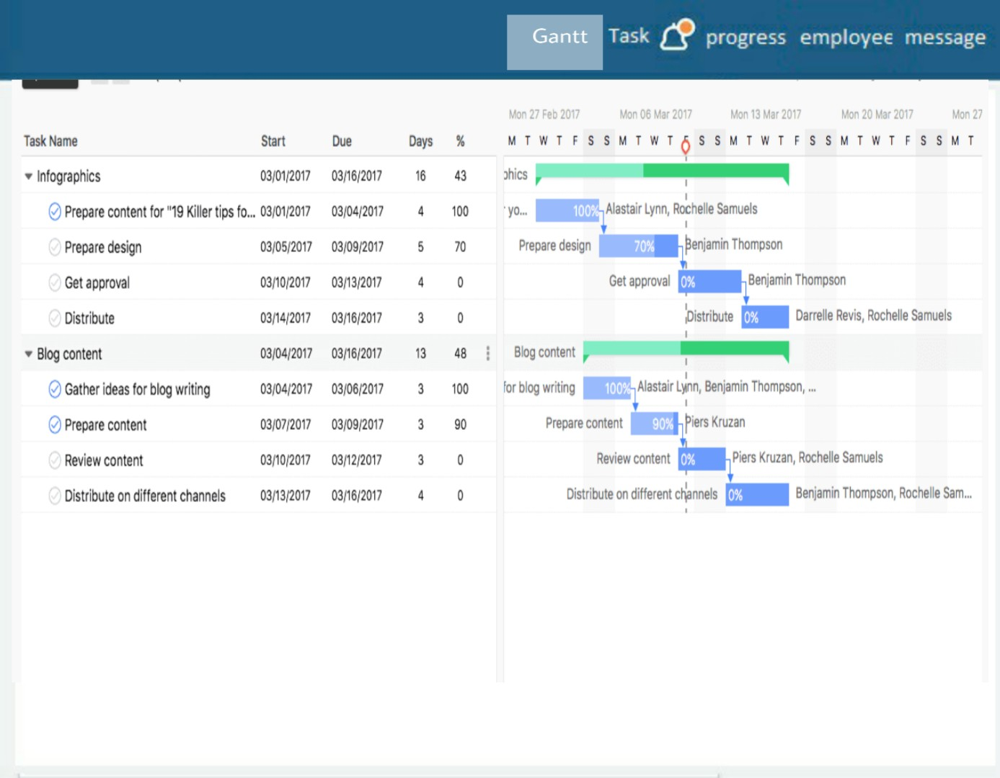 Gantt Task progress employee message
Mon 27 Feb 2017 Mon 06 Mar 2017 Mon 13 Mar 2017 Mon 20 Mar 2017 Mon 27
Task Name Start Due Days % M T W T F S S M T W T F S S M T W T F S S M T W T F S S M T
Infographics 03/01/2017 03/16/2017 16 43 phics
Prepare content for "19 Killer tips fo... 03/01/2017 03/04/2017 4 100 yo... 100% Alastair Lynn, Rochelle Samuels
Prepare design 03/05/2017 03/09/2017 5 70 Prepare design 70% Benjamin Thompson
Get approval 03/10/2017 03/13/2017 4 0 Get approval 0% Benjamin Thompson
Distribute 03/14/2017 03/16/2017 3 0 Distribute 0% Darrelle Revis, Rochelle Samuels
Blog content 03/04/2017 03/16/2017 13 48 Blog content
Gather ideas for blog writing 03/04/2017 03/06/2017 3 100 for blog writing 100% Alastair Lynn, Benjamin Thompson, ...
Prepare content 03/07/2017 03/09/2017 3 90 Prepare content 90% Piers Kruzan
Review content 03/10/2017 03/12/2017 3 0 Review content 0% Piers Kruzan, Rochelle Samuels
Distribute on different channels 03/13/2017 03/16/2017 4 0 Distribute on different channels 0% Benjamin Thompson, Rochelle Sam...